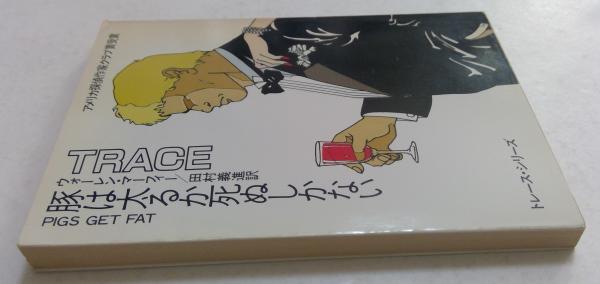 アメリカ探偵作家クラブ賞受賞
TRACE
ウォーレン・マーフィー/田村義進訳
豚は太るか死ぬしかない
PIGS GET FAT
トレース・シリーズ